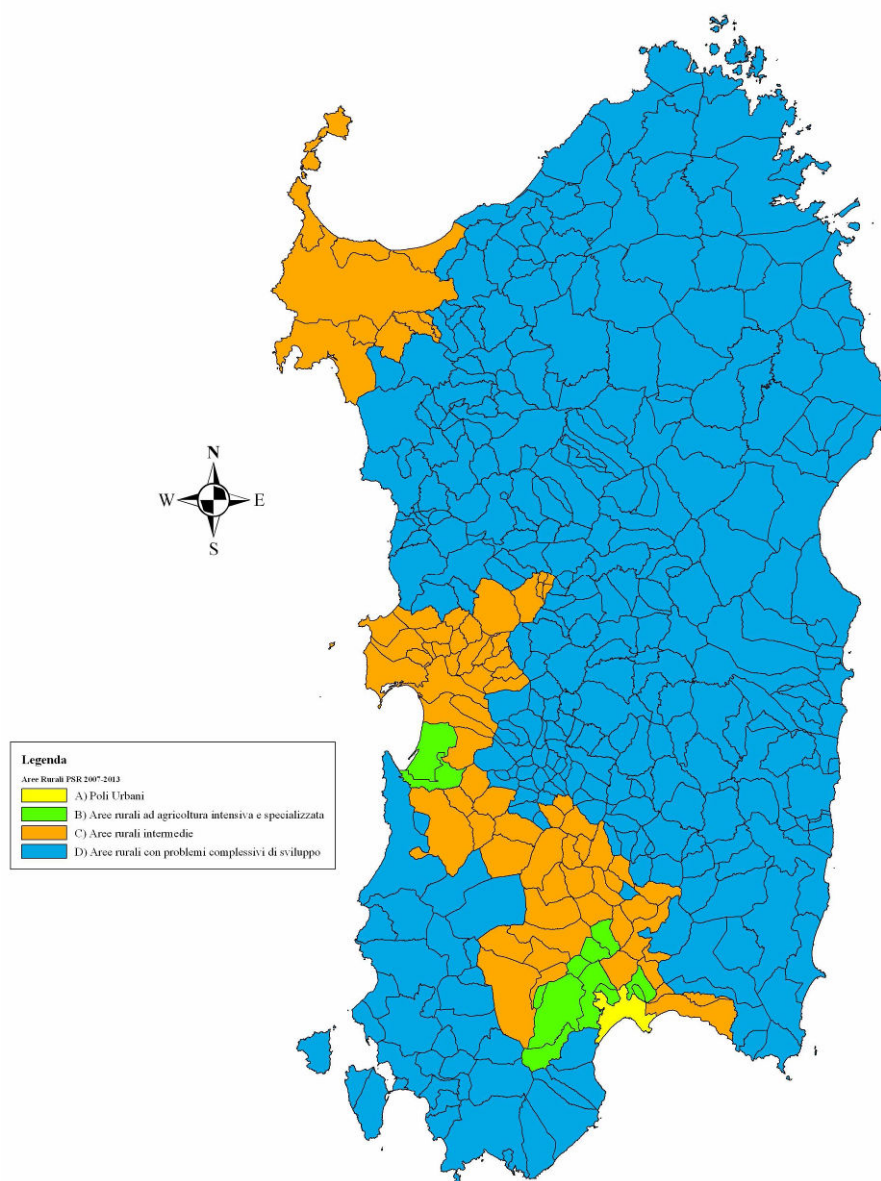 N
W E
S
Legenda
Aree Rurali PSR 2007-2013
A) Poli Urbani
B) Aree rurali ad agricoltura intensiva e specializzata
C) Aree rurali intermedie
D) Aree rurali con problemi complessivi di sviluppo